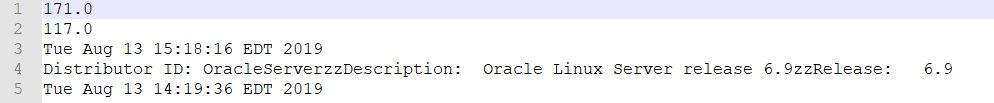 1 171.0
2 117.0
3 Tue Aug 13 15:18:16 EDT 2019
4 Distributor ID: OracleServerzzDescription:  Oracle Linux Server release 6.9zzRelease:   6.9
5 Tue Aug 13 14:19:36 EDT 2019